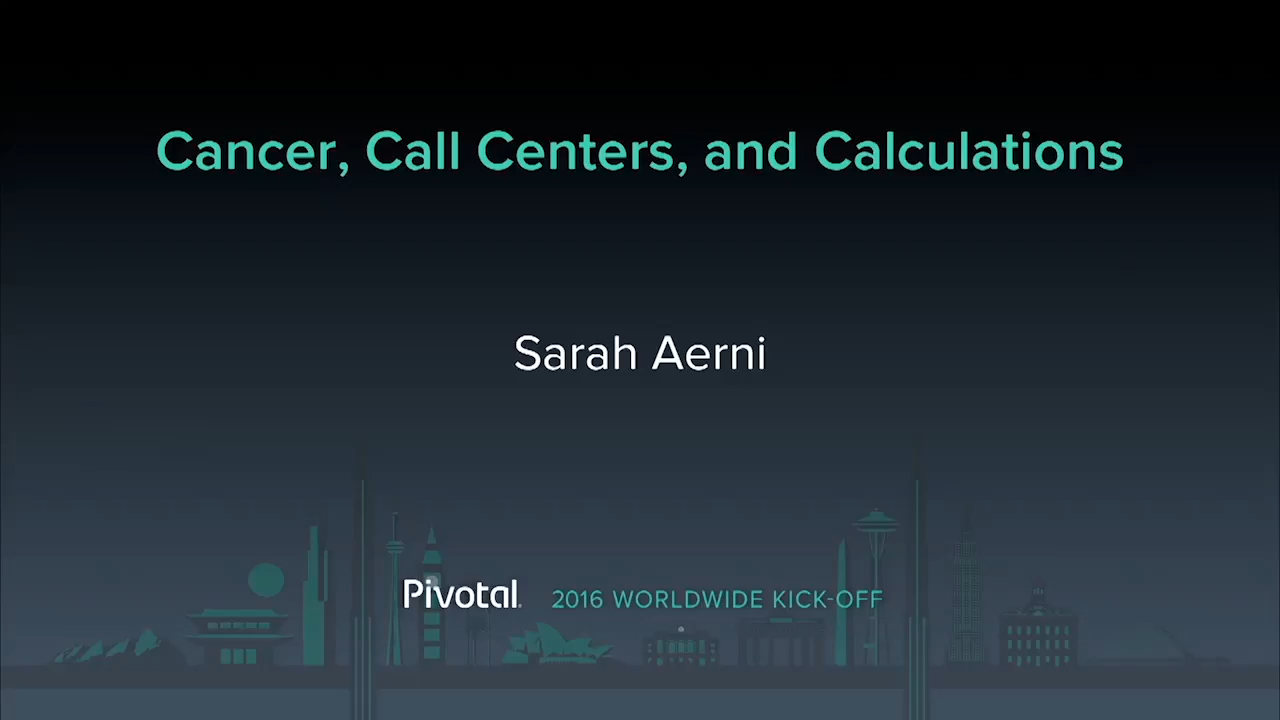 Cancer, Call Centers, and Calculations
Sarah Aerni
Pivotal. 2016 WORLDWIDE KICK-OFF